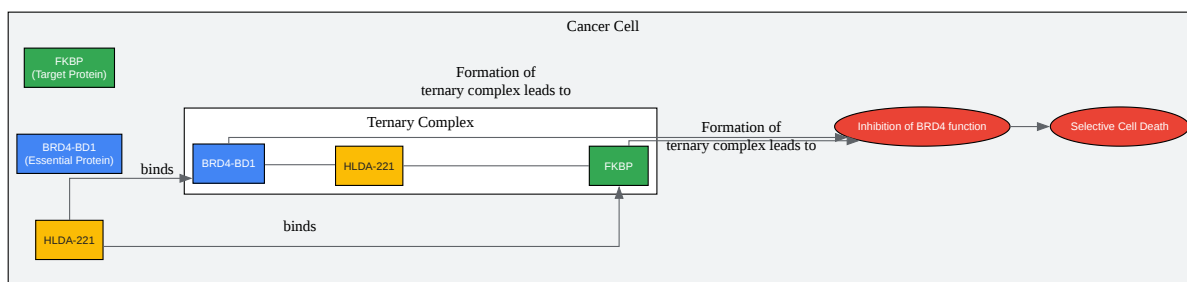 Cancer Cell
FKBP
(Target Protein)
Formation of
ternary complex leads to
Ternary Complex
BRD4-BD1
(Essential Protein)
binds
BRD4-BD1
HLDA-221
FKBP
Formation of
ternary complex leads to
Inhibition of BRD4 function
Selective Cell Death
HLDA-221
binds